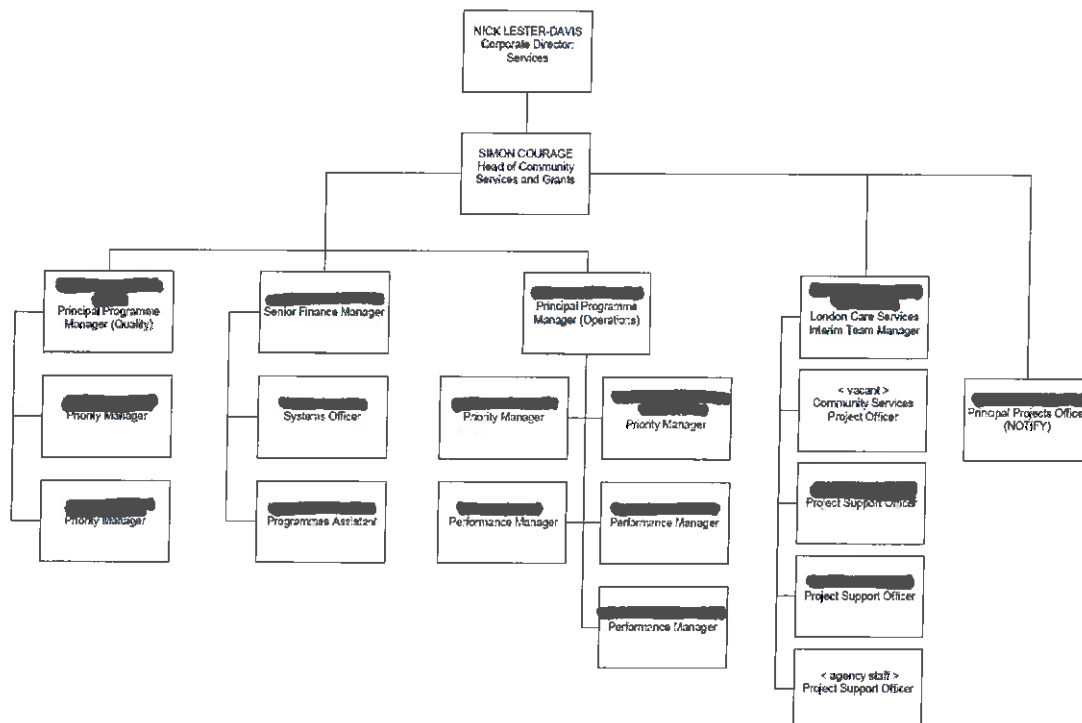 NICK LESTER-DAVIS
Corporate Director:
Services
SIMON COURAGE
Head of Community
Services and Grants
Principal Programme
Manager (Quality)
Senior Finance Manager
Principal Programme
Manager (Operations)
London Care Services
Interim Team Manager
Priority Manager
Systems Officer
Priority Manager
Priority Manager
< vacant >
Community Services
Project Officer
Principal Projects Officer
(NOTIFY)
Priority Manager
Programmes Assistant
Performance Manager
Performance Manager
Project Support Officer
Performance Manager
Project Support Officer
< agency staff >
Project Support Officer